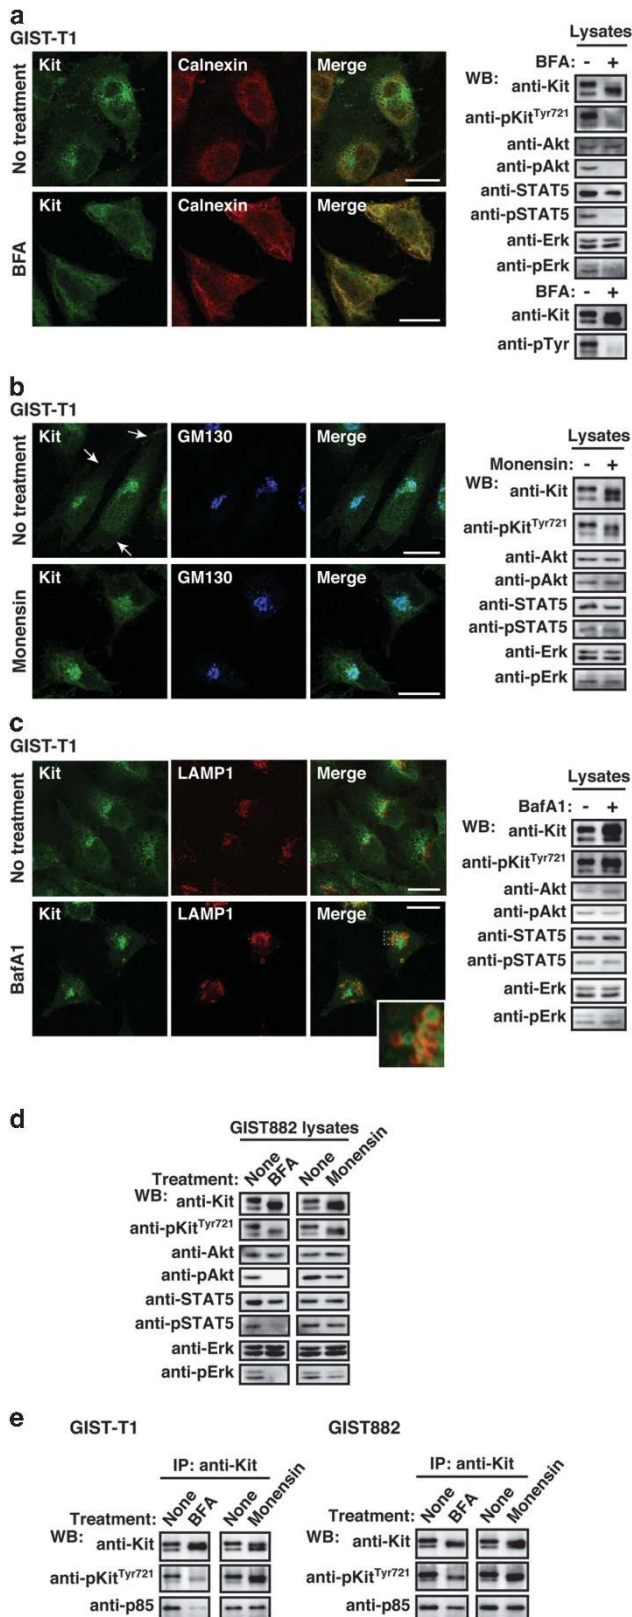 a
GIST-T1
No treatment
Kit
Calnexin
Merge
BFA
Kit
Calnexin
Merge
Lysates
BFA: - +
WB: anti-Kit
anti-pKitTyr721
anti-Akt
anti-pAkt
anti-STAT5
anti-pSTAT5
anti-Erk
anti-pErk
BFA: - +
anti-Kit
anti-pTyr
b
GIST-T1
No treatment
Kit
GM130
Merge
Monensin
Kit
GM130
Merge
Lysates
Monensin: - +
WB: anti-Kit
anti-pKitTyr721
anti-Akt
anti-pAkt
anti-STAT5
anti-pSTAT5
anti-Erk
anti-pErk
c
GIST-T1
No treatment
Kit
LAMP1
Merge
BafA1
Kit
LAMP1
Merge
Lysates
BafA1: - +
WB: anti-Kit
anti-pKitTyr721
anti-Akt
anti-pAkt
anti-STAT5
anti-pSTAT5
anti-Erk
anti-pErk
d
GIST882 lysates
Treatment: None BFA None Monensin
WB: anti-Kit
anti-pKitTyr721
anti-Akt
anti-pAkt
anti-STAT5
anti-pSTAT5
anti-Erk
anti-pErk
e
GIST-T1
IP: anti-Kit
Treatment: None BFA None Monensin
WB: anti-Kit
anti-pKitTyr721
anti-p85
GIST882
IP: anti-Kit
Treatment: None BFA None Monensin
WB: anti-Kit
anti-pKitTyr721
anti-p85